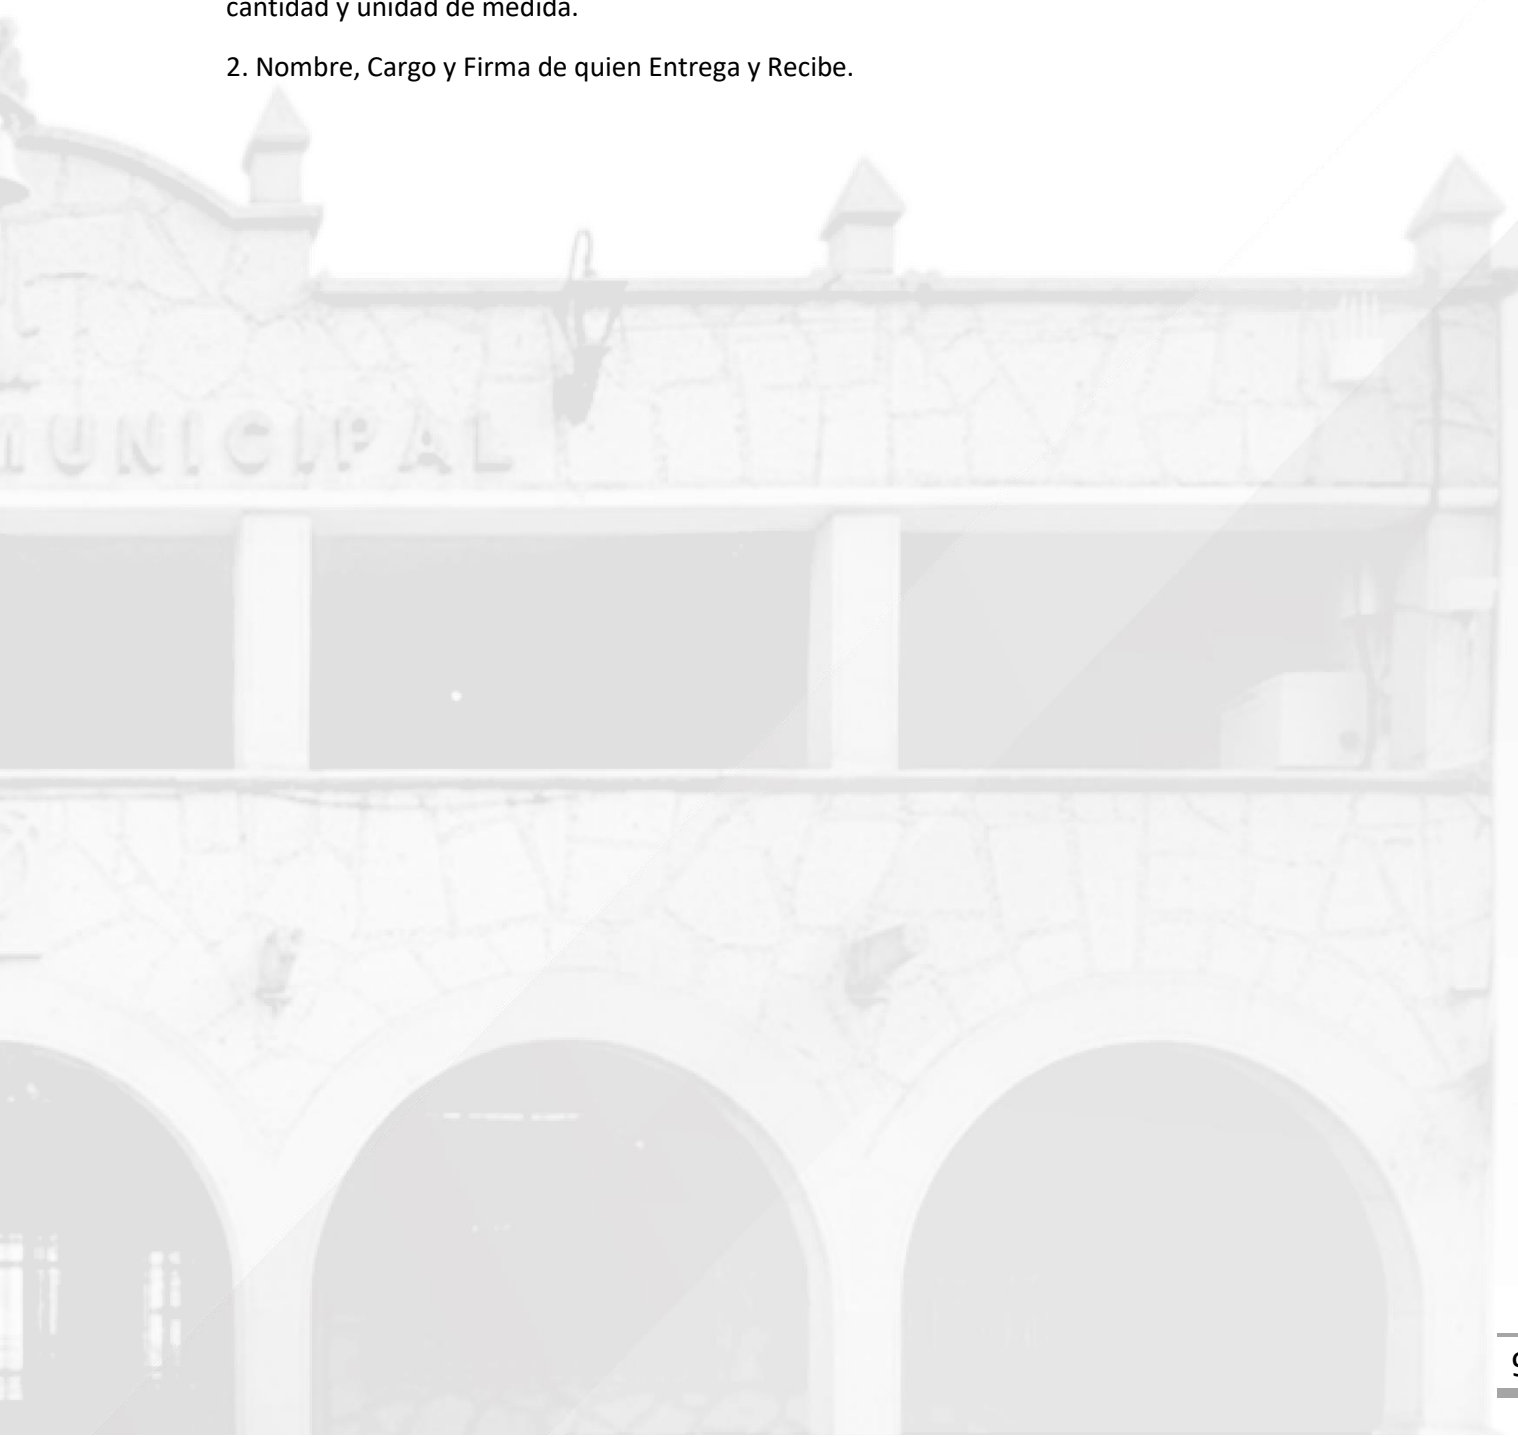 cantidad y unidad de medida.
2. Nombre, Cargo y Firma de quien Entrega y Recibe.
MUNICIPAL